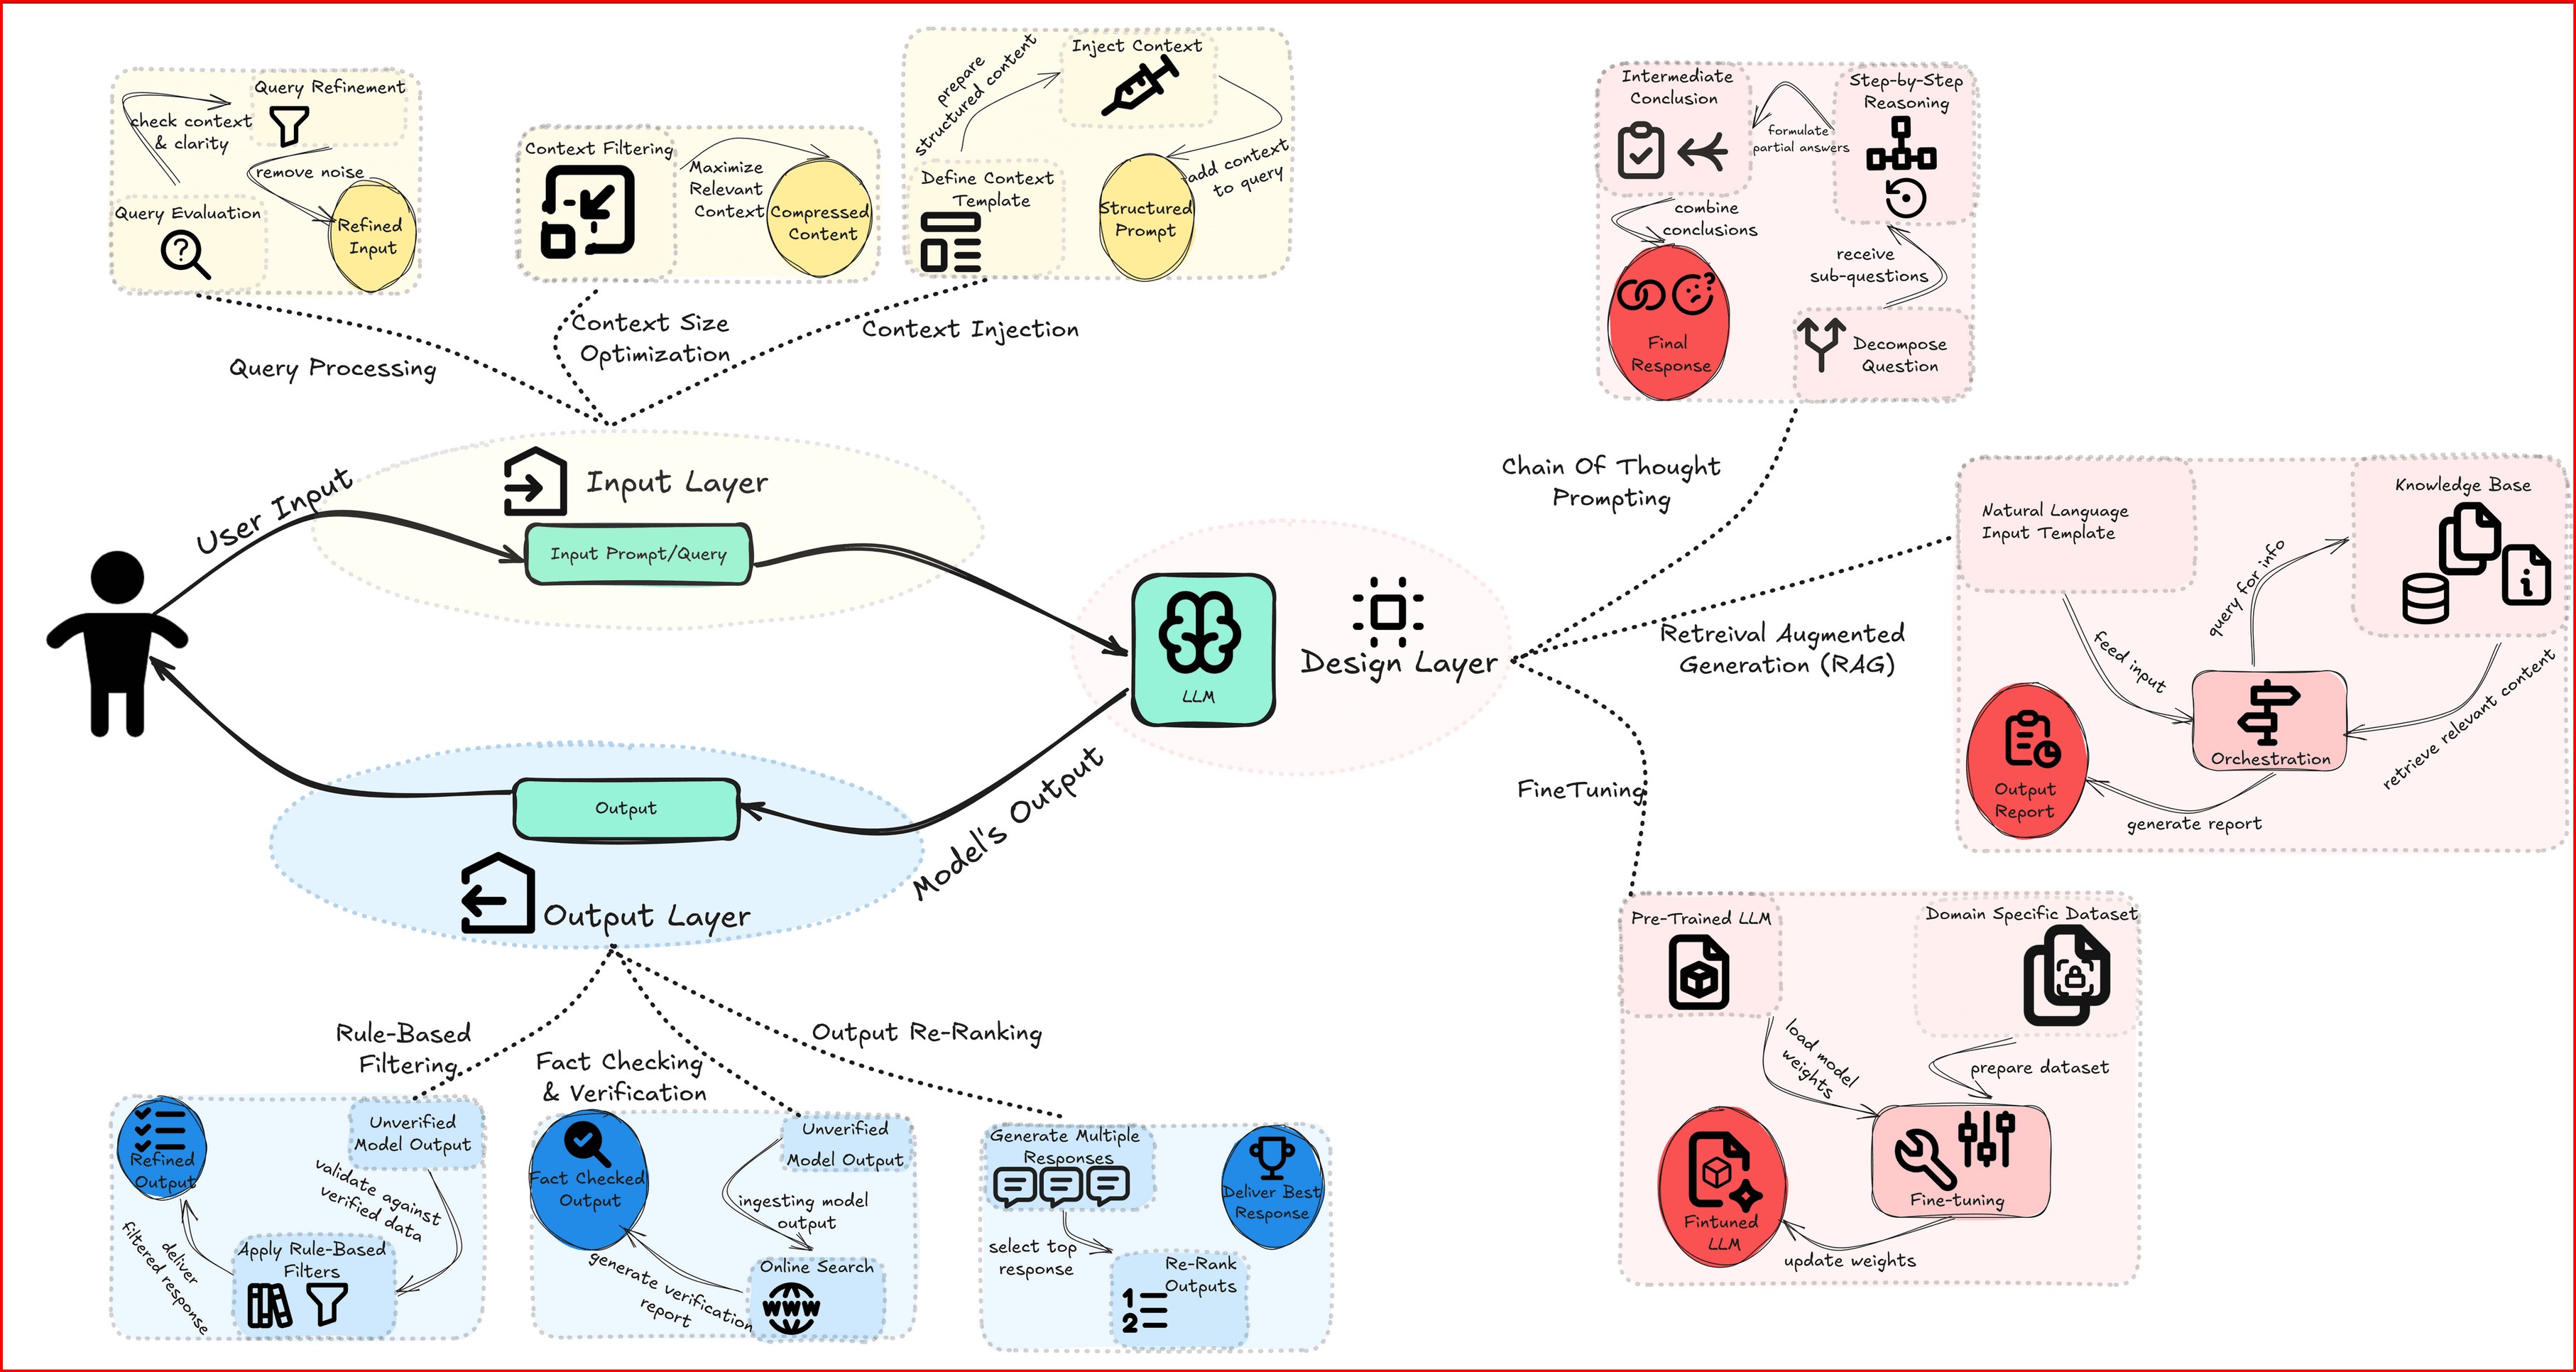 Query Refinement
check context
& clarity
remove noise
Query Evaluation
Refined
Input
Context Filtering
Maximize
Relevant
Context
Compressed
Content
prepare
structured content
Inject Context
Define Context
Template
Structured
Prompt
add context
to query
Query Processing
Context Size
Optimization
Context Injection
Intermediate
Conclusion
Step-by-Step
Reasoning
formulate
partial answers
combine
conclusions
receive
sub-questions
Final
Response
Decompose
Question
Chain Of Thought
Prompting
User Input
Input Layer
Input Prompt/Query
LLM
Design Layer
Retreival Augmented
Generation (RAG)
FineTuning
Natural Language
Input Template
Knowledge Base
query for info
feed input
Orchestration
retrieve relevant content
Output
Report
generate report
Output
Output Layer
Model's Output
Pre-Trained LLM
Domain Specific Dataset
load model
weights
prepare dataset
Fine-tuning
Fintuned
LLM
update weights
Rule-Based
Filtering
Fact Checking
& Verification
Output Re-Ranking
Refined
Output
Unverified
Model Output
validate against
verified data
Apply Rule-Based
Filters
deliver
filtered response
Fact Checked
Output
Unverified
Model Output
ingesting model
output
Online Search
www
generate verification
report
Generate Multiple
Responses
Deliver Best
Response
select top
response
Re-Rank
Outputs
1
2